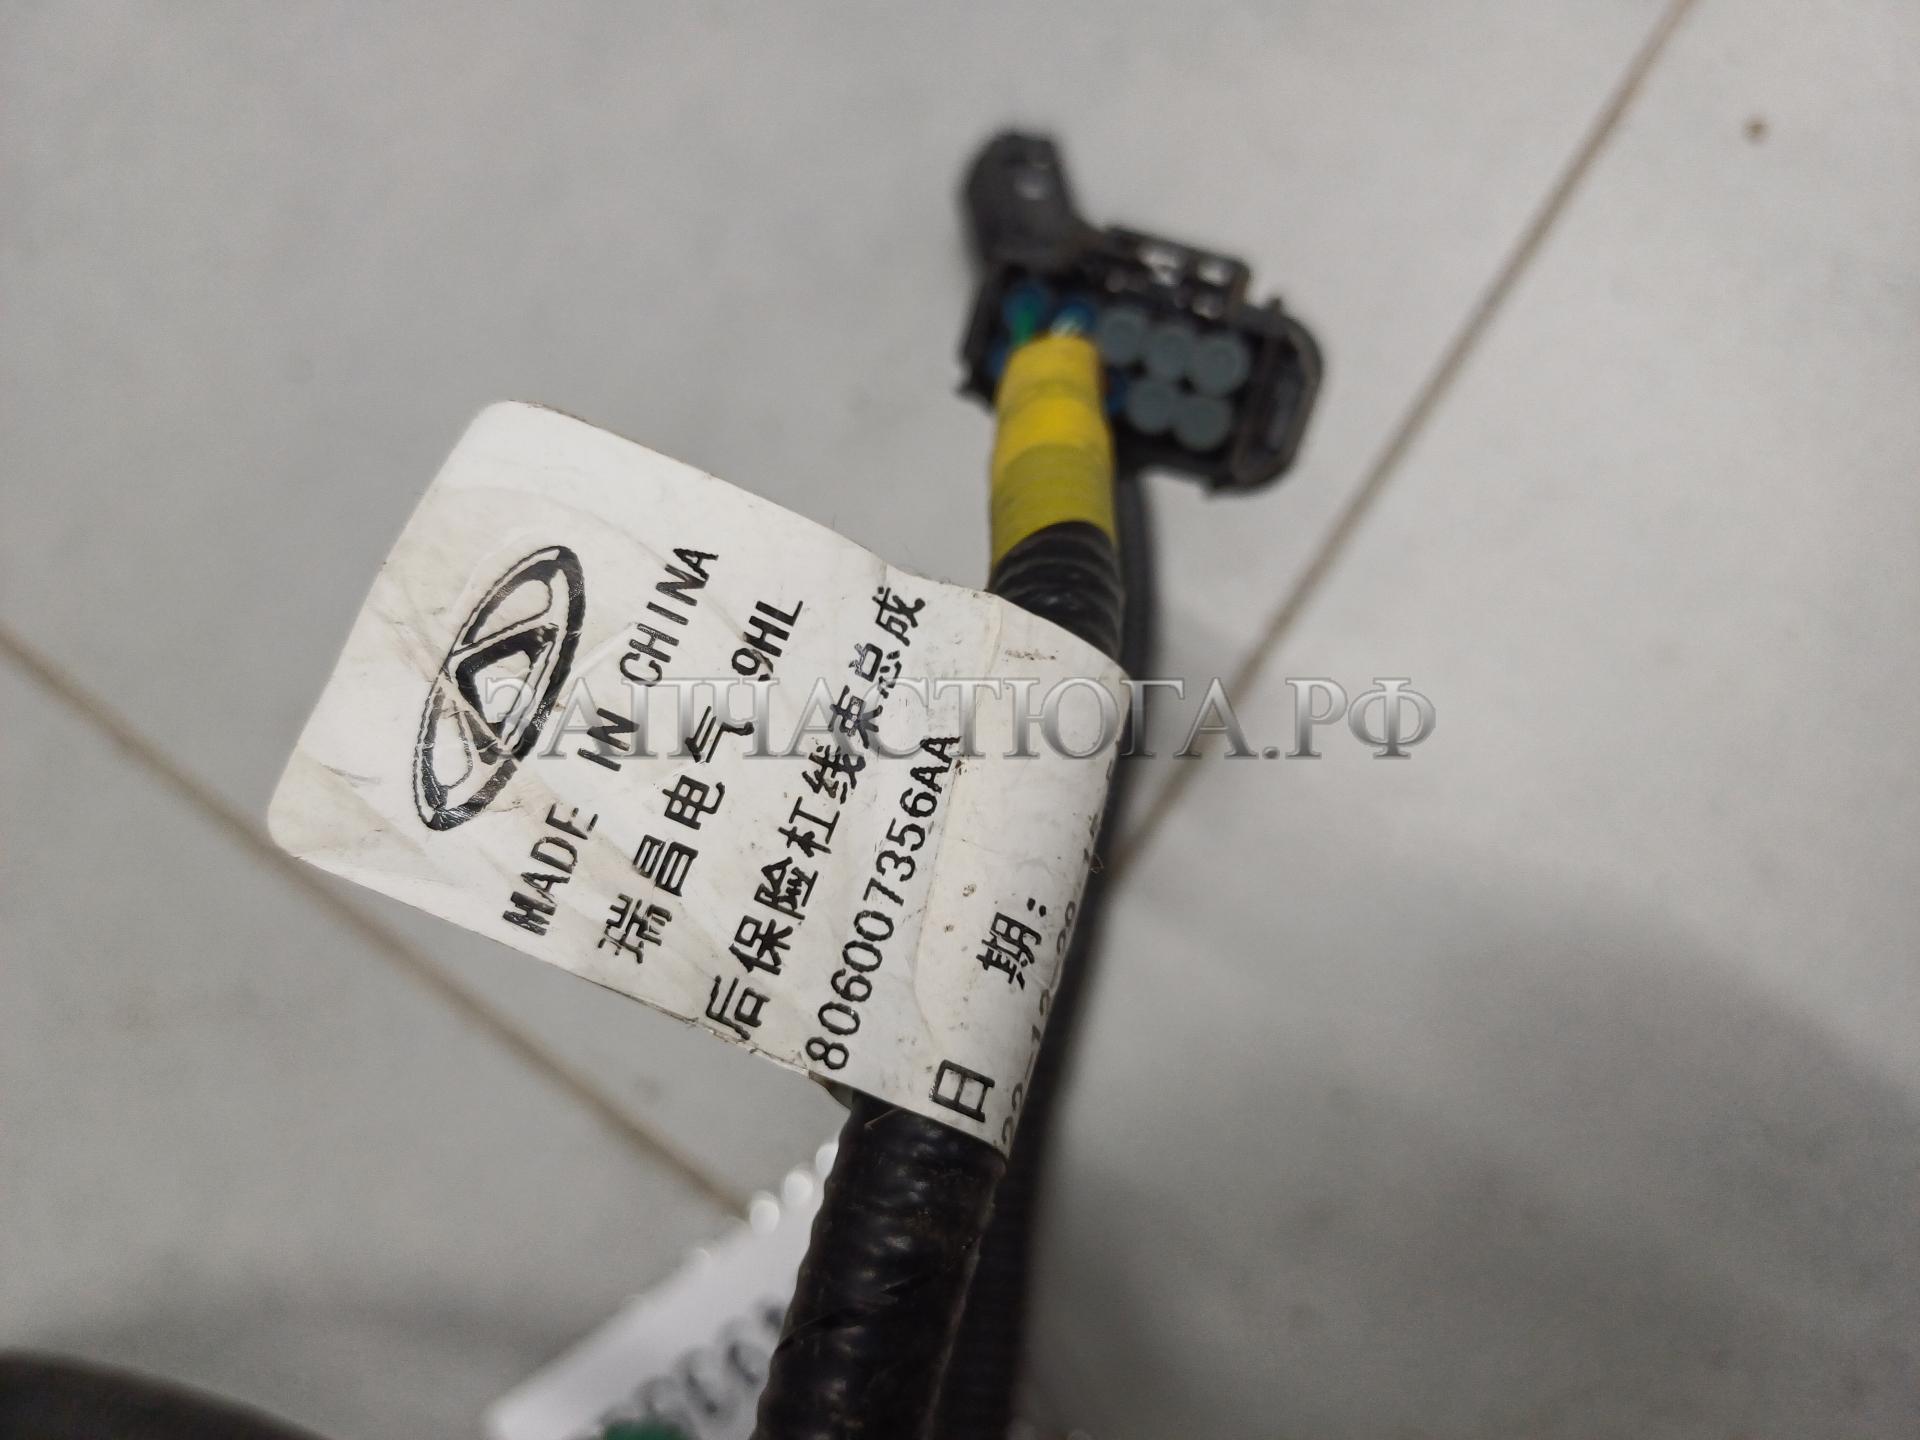 MADE IN CHINA
瑞昌电气 9HL
后保险杠线束总成
806007356AA
日 期:
ЗАПЧАСТЮГА.РФ